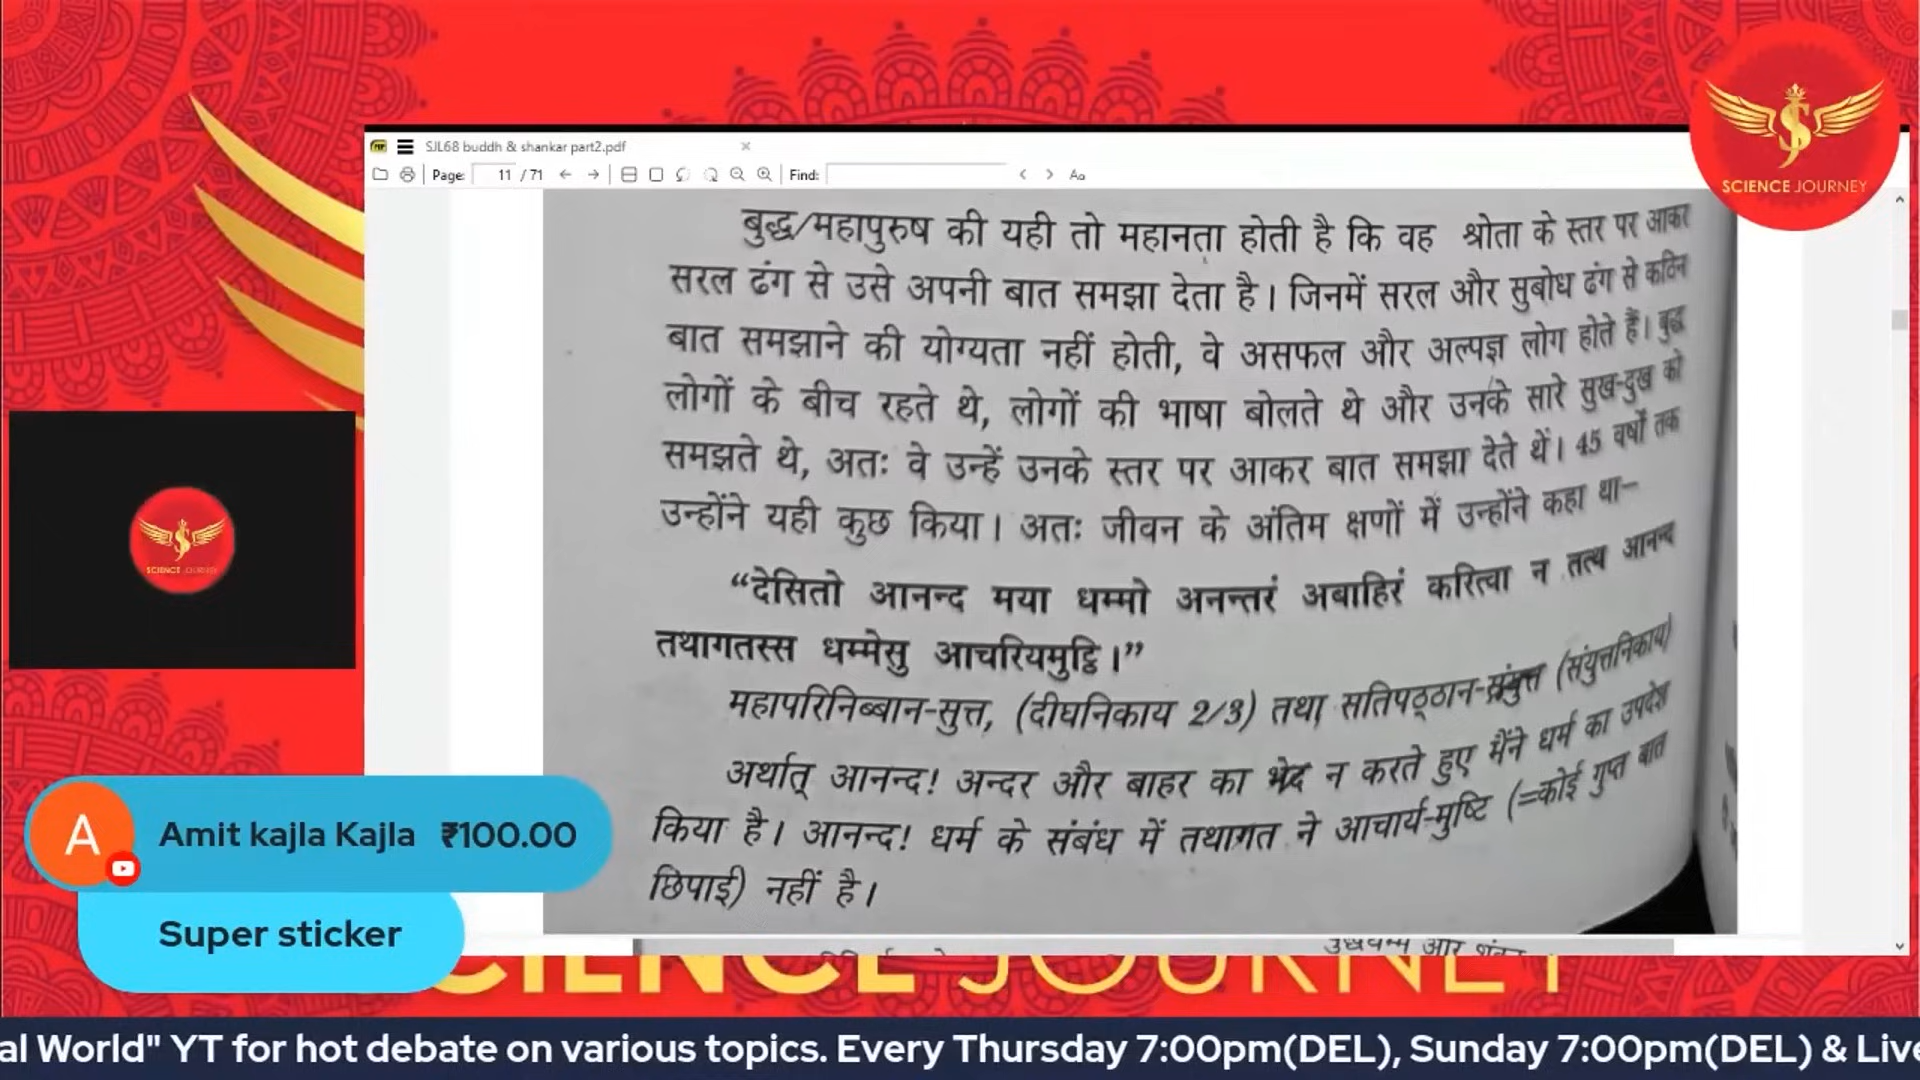 SCIENCE JOURNEY
SJL68 buddh & shankar part2.pdf
Page: 11 / 71 Find: Aa
बुद्ध/महापुरुष की यही तो महानता होती है कि वह श्रोता के स्तर पर आकर
सरल ढंग से उसे अपनी बात समझा देता है। जिनमें सरल और सुबोध ढंग से कठिन
बात समझाने की योग्यता नहीं होती, वे असफल और अल्पज्ञ लोग होते हैं। बुद्ध
लोगों के बीच रहते थे, लोगों की भाषा बोलते थे और उनके सारे सुख-दुख को
समझते थे, अतः वे उन्हें उनके स्तर पर आकर बात समझा देते थें। 45 वर्षों तक
उन्होंने यही कुछ किया। अतः जीवन के अंतिम क्षणों में उन्होंने कहा था–
“देसितो आनन्द मया धम्मो अनन्तरं अबाहिरं करित्वा न तत्थ आनन्द
तथागतस्स धम्मेसु आचरियमुट्ठि।”
महापरिनिब्बान-सुत्त, (दीघनिकाय 2/3) तथा सतिपठ्ठान-संयुत्त (संयुत्तनिकाय)
अर्थात् आनन्द! अन्दर और बाहर का भेद न करते हुए मैंने धर्म का उपदेश
किया है। आनन्द! धर्म के संबंध में तथागत ने आचार्य-मुष्टि (=कोई गुप्त बात
छिपाई) नहीं है।
SCIENCE JOURNEY
A Amit kajla Kajla ₹100.00
Super sticker
SCIENCE JOURNEY
al World" YT for hot debate on various topics. Every Thursday 7:00pm(DEL), Sunday 7:00pm(DEL) & Live